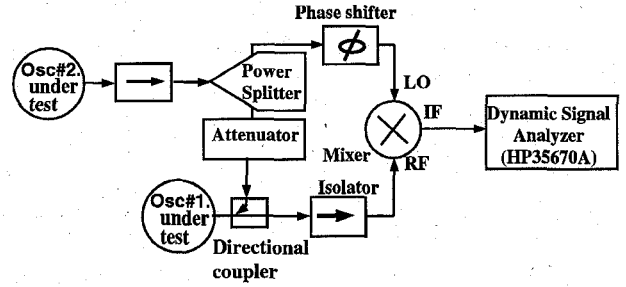 Phase shifter
ϕ
Osc#2.
under
test
Power
Splitter
LO
IF
Dynamic Signal
Analyzer
(HP35670A)
Attenuator
Mixer
RF
Isolator
Osc#1.
under
test
Directional
coupler